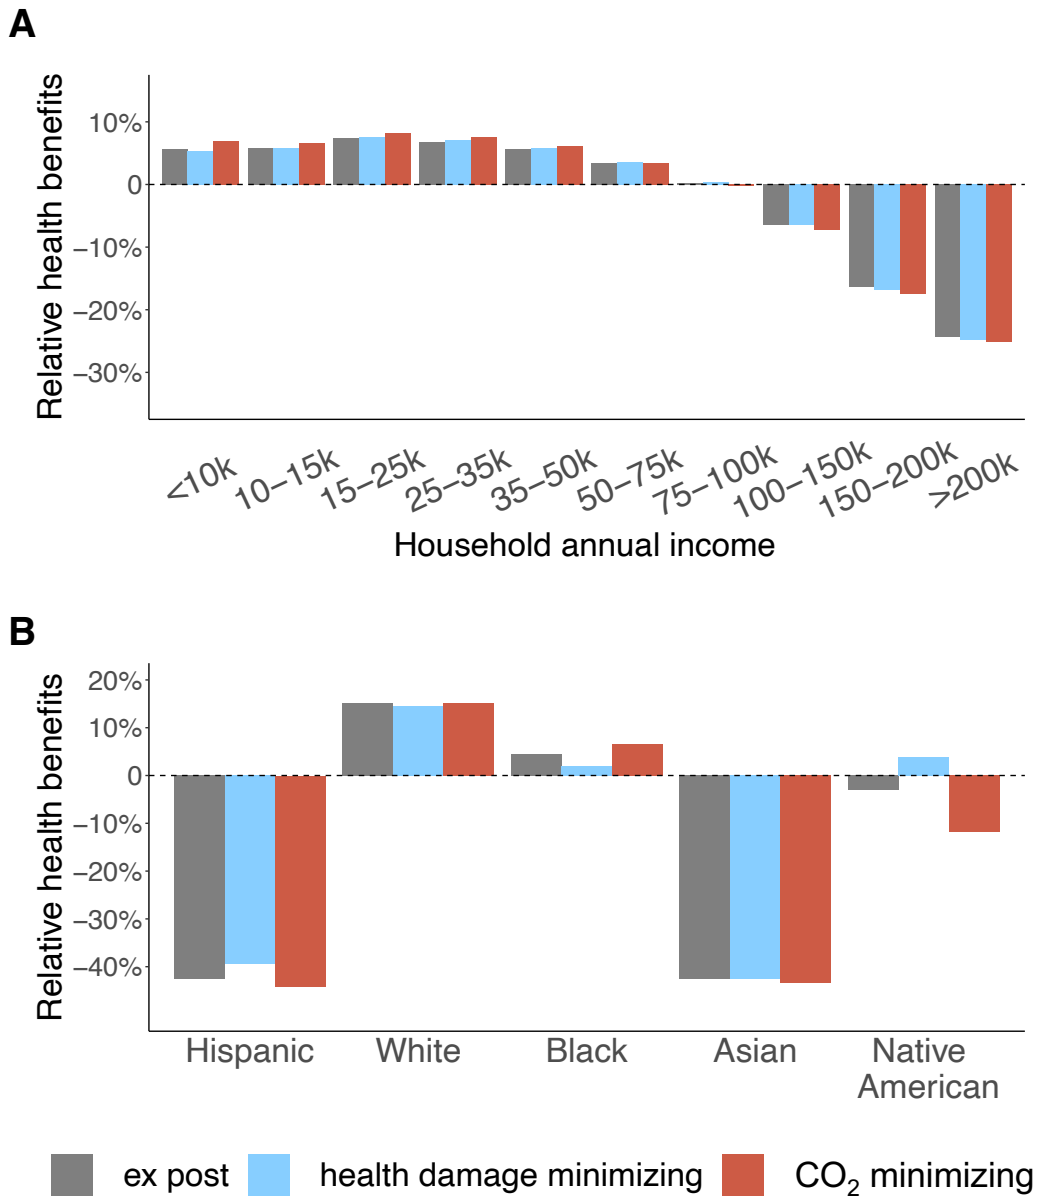 A
Relative health benefits
10%
0
−10%
−20%
−30%
<10k
10−15k
15−25k
25−35k
35−50k
50−75k
75−100k
100−150k
150−200k
>200k
Household annual income
B
Relative health benefits
20%
10%
0
−10%
−20%
−30%
−40%
Hispanic
White
Black
Asian
Native
American
ex post
health damage minimizing
CO₂ minimizing